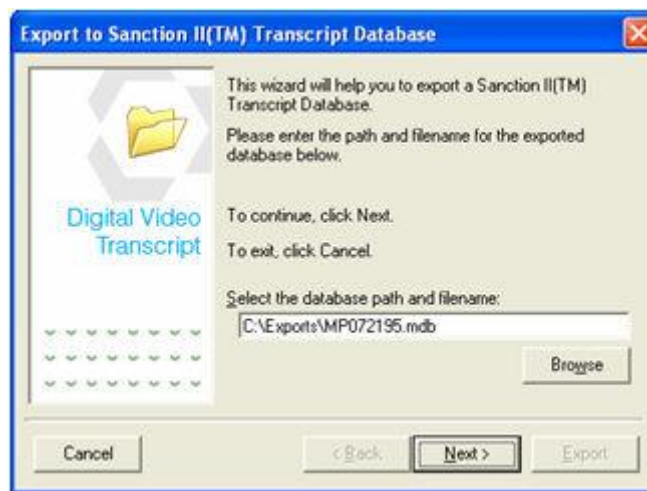 Export to Sanction II(TM) Transcript Database
This wizard will help you to export a Sanction II(TM)
Transcript Database.
Please enter the path and filename for the exported
database below.
Digital Video
Transcript
To continue, click Next.
To exit, click Cancel.
Select the database path and filename:
C:\Exports\MP072195.mdb
Browse
Cancel
< Back
Next >
Export